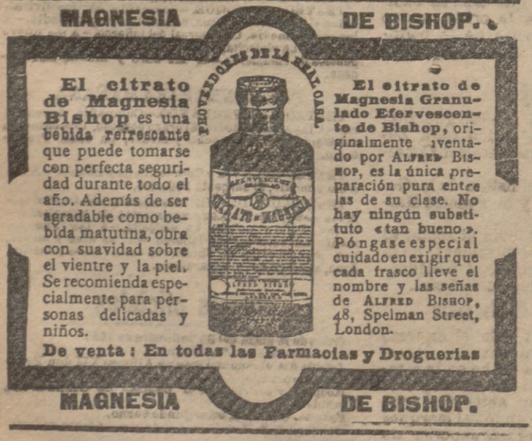 MAGNESIA DE BISHOP.
PROVEEDORES DE LA REAL CASA.
El citrato
de Magnesia
Bishop es una
bebida refrescante
que puede tomarse
con perfecta seguri-
dad durante todo el
año. Además de ser
agradable como be-
bida matutina, obra
con suavidad sobre
el vientre y la piel.
Se recomienda espe-
cialmente para per-
sonas delicadas y
niños.
EFFERVESCENT
MAGNESIA
ALFRED BISHOP
El citrato de
Magnesia Granu-
lado Efervescen-
te de Bishop, ori-
ginalmente inventa-
do por ALFRED BIS-
HOP, es la única pre-
paración pura entre
las de su clase. No
hay ningún substi-
tuto «tan bueno».
Póngase especial
cuidado en exigir que
cada frasco lleve el
nombre y las señas
de ALFRED BISHOP,
48, Spelman Street,
London.
De venta: En todas las Farmacias y Droguerias
MAGNESIA DE BISHOP.